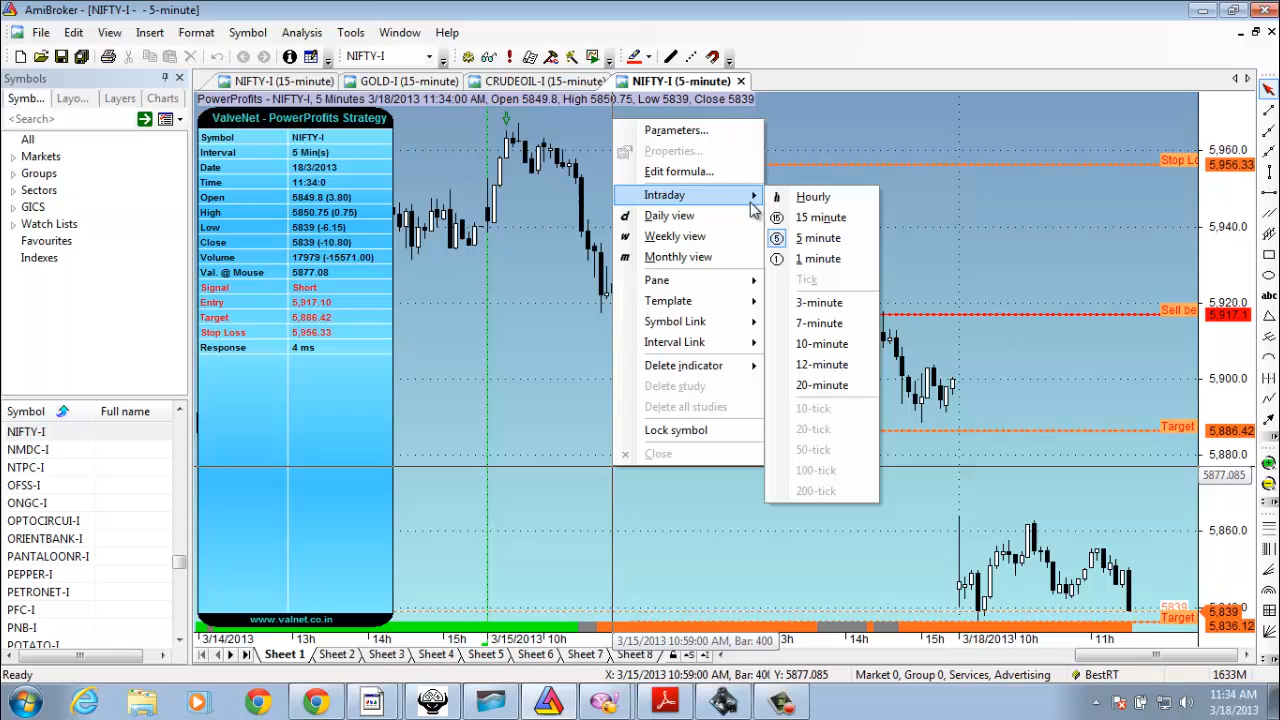 AmiBroker - [NIFTY-I - - 5-minute]
File Edit View Insert Format Symbol Analysis Tools Window Help
NIFTY-I
Symbols
NIFTY-I (15-minute) GOLD-I (15-minute) CRUDEOIL-I (15-minute) NIFTY-I (5-minute)
Symb... Layo... Layers Charts
<Search>
All
Markets
Groups
Sectors
GICS
Watch Lists
Favourites
Indexes
Symbol Full name
NIFTY-I
NMDC-I
NTPC-I
OFSS-I
ONGC-I
OPTOCIRCUI-I
ORIENTBANK-I
PANTALOONR-I
PEPPER-I
PETRONET-I
PFC-I
PNB-I
POTATO-I
PowerProfits - NIFTY-I, 5 Minutes 3/18/2013 11:34:00 AM, Open 5849.8, High 5850.75, Low 5839, Close 5839
ValveNet - PowerProfits Strategy
Symbol NIFTY-I
Interval 5 Min(s)
Date 18/3/2013
Time 11:34:0
Open 5849.8 (3.80)
High 5850.75 (0.75)
Low 5839 (-6.15)
Close 5839 (-10.80)
Volume 17979 (-15571.00)
Val. @ Mouse 5877.08
Signal Short
Entry 5,917.10
Target 5,886.42
Stop Loss 5,956.33
Response 4 ms
www.valnet.co.in
Parameters...
Properties...
Edit formula...
Intraday
d Daily view
w Weekly view
m Monthly view
Pane
Template
Symbol Link
Interval Link
Delete indicator
Delete study
Delete all studies
Lock symbol
Close
h Hourly
15 15 minute
5 5 minute
1 1 minute
Tick
3-minute
7-minute
10-minute
12-minute
20-minute
10-tick
20-tick
50-tick
100-tick
200-tick
5,960.0
Stop Lo 5,956.33
5,940.0
5,920.0
Sell be 5,917.1
5,900.0
Target 5,886.42
5,880.0
5877.085
5,860.0
5839 5,839
Target 5,836.12
abc
3/14/2013 13h 14h 15h 3/15/2013 10h 3/15/2013 10:59:00 AM, Bar: 400 3h 14h 15h 3/18/2013 10h 11h
Sheet 1 Sheet 2 Sheet 3 Sheet 4 Sheet 5 Sheet 6 Sheet 7 Sheet 8
Ready X: 3/15/2013 10:59:00 AM, Bar: 400 Y: 5877.085 Market 0, Group 0, Services, Advertising BestRT 1633M
11:34 AM
3/18/2013